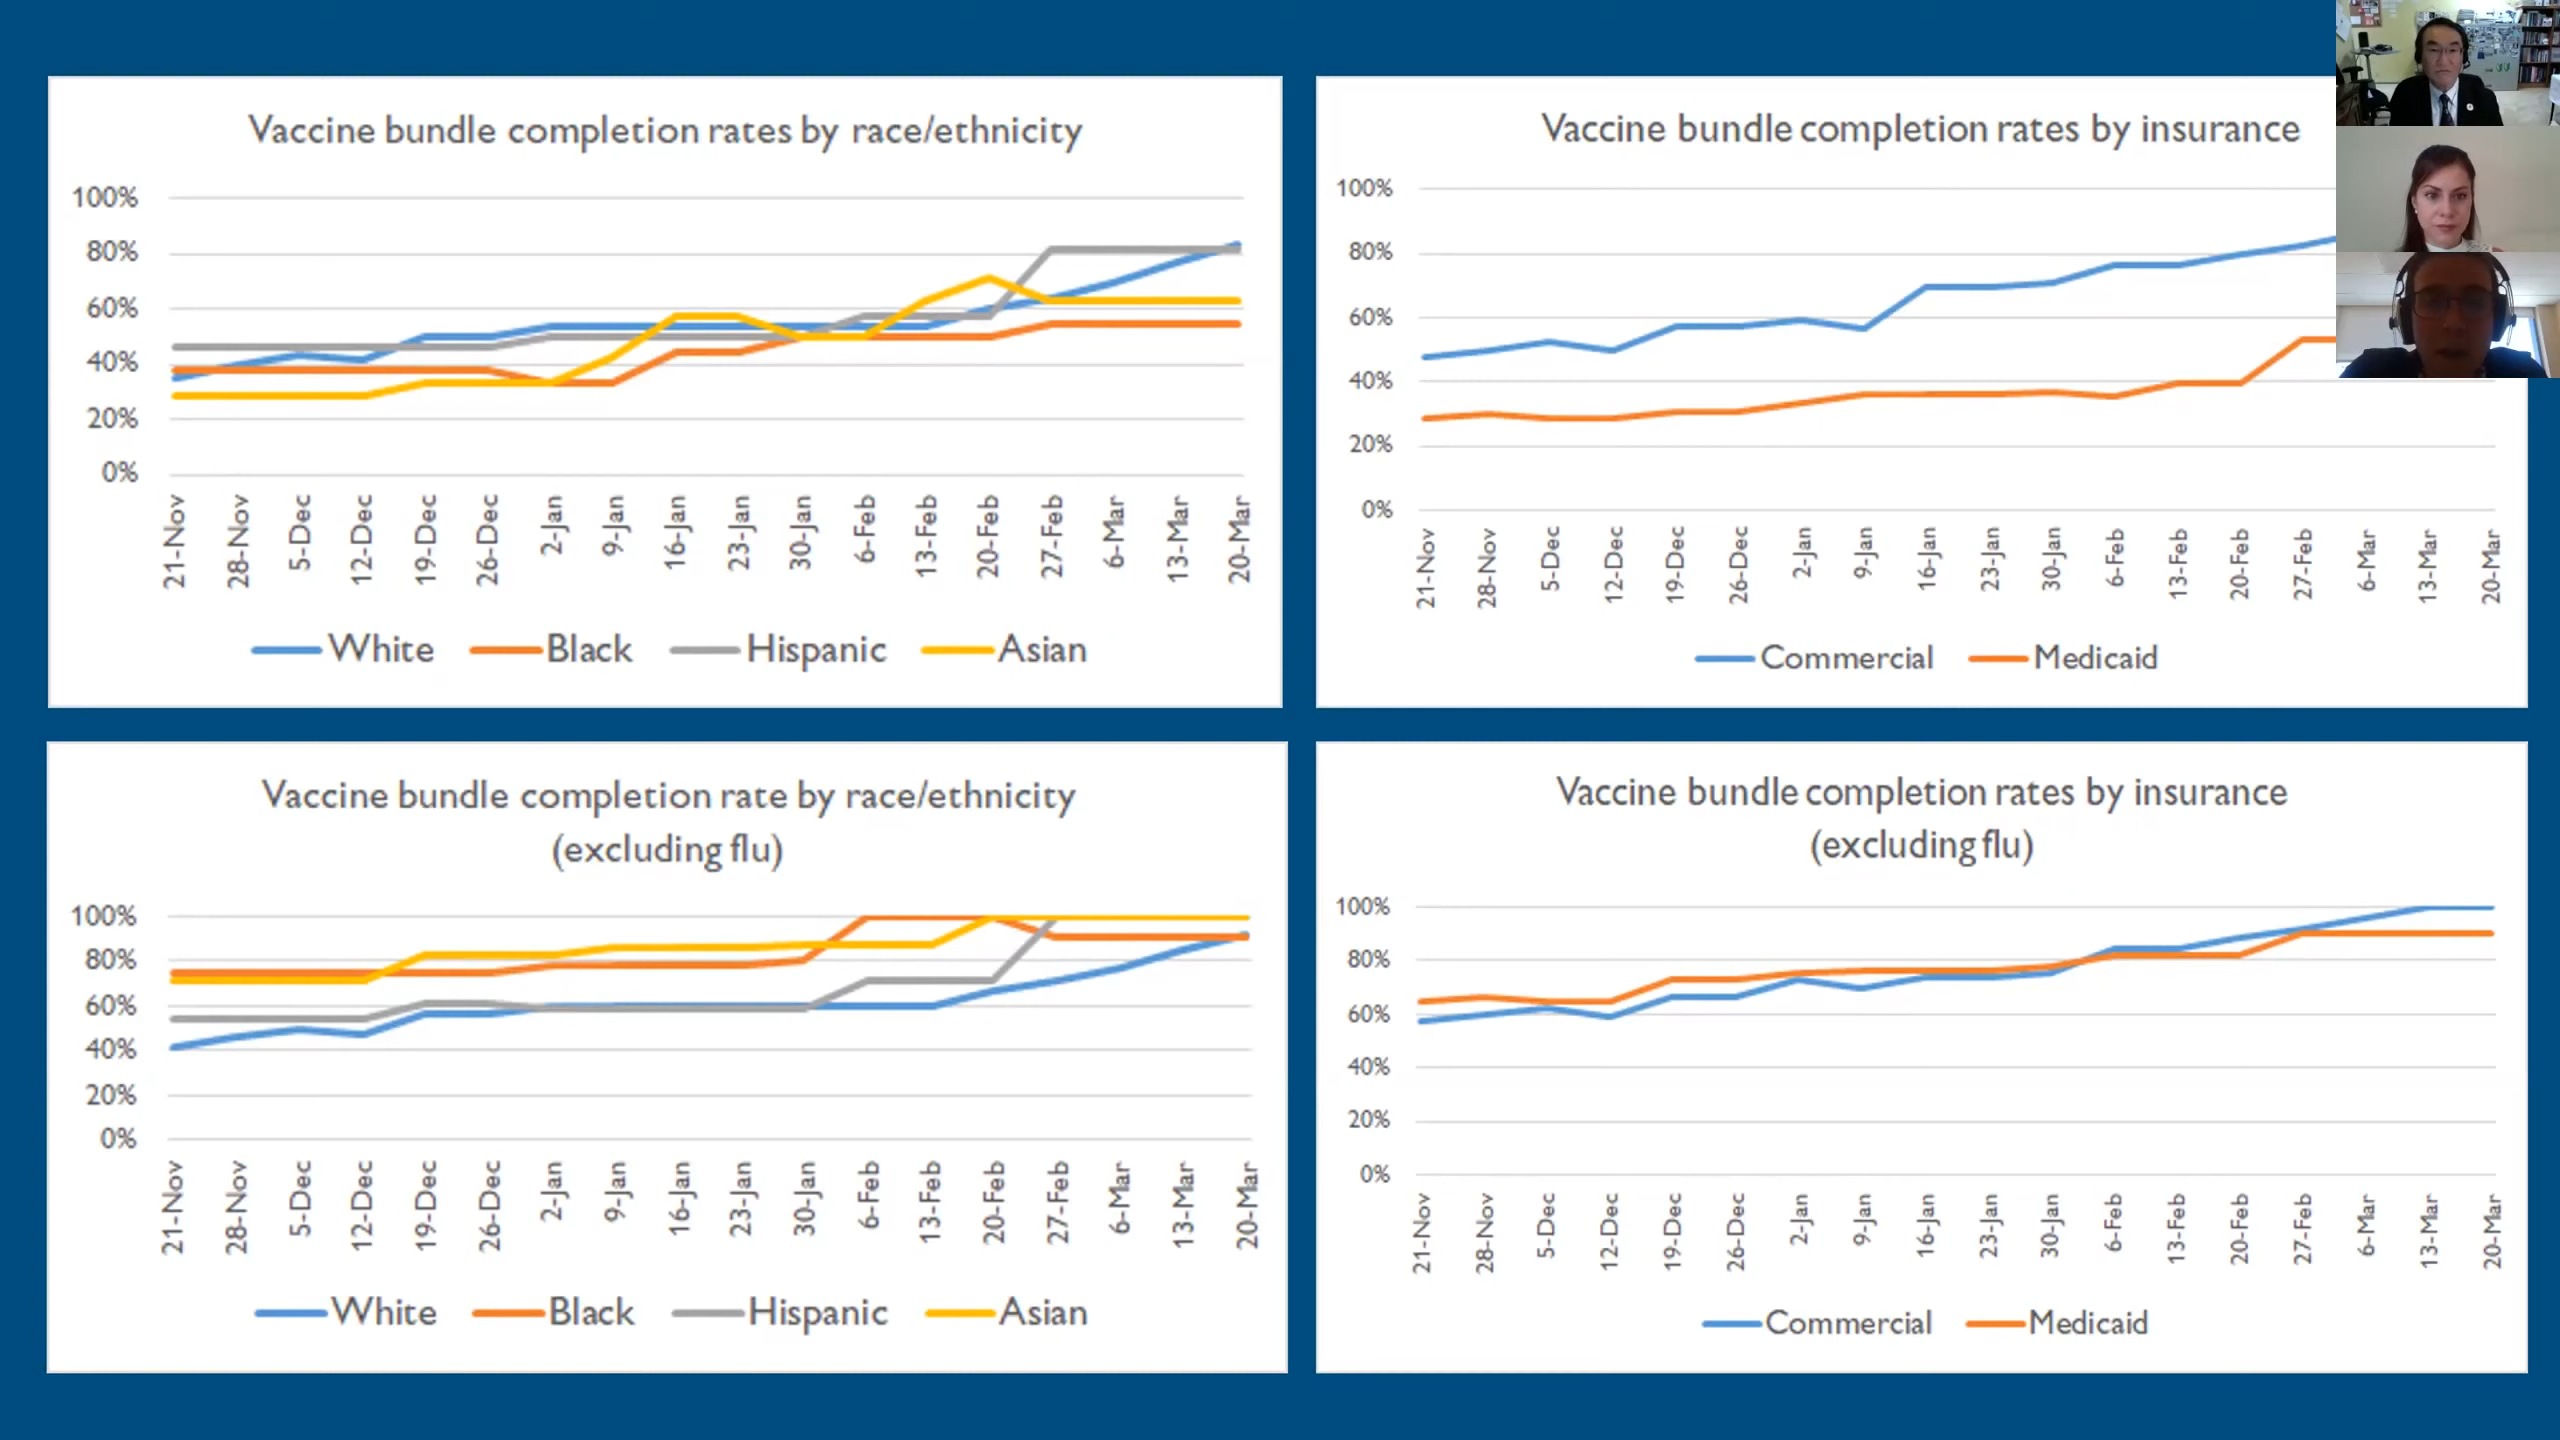 Vaccine bundle completion rates by race/ethnicity
100%
80%
60%
40%
20%
0%
21-Nov
28-Nov
5-Dec
12-Dec
19-Dec
26-Dec
2-Jan
9-Jan
16-Jan
23-Jan
30-Jan
6-Feb
13-Feb
20-Feb
27-Feb
6-Mar
13-Mar
20-Mar
White Black Hispanic Asian
Vaccine bundle completion rates by insurance
100%
80%
60%
40%
20%
0%
21-Nov
28-Nov
5-Dec
12-Dec
19-Dec
26-Dec
2-Jan
9-Jan
16-Jan
23-Jan
30-Jan
6-Feb
13-Feb
20-Feb
27-Feb
6-Mar
13-Mar
20-Mar
Commercial Medicaid
Vaccine bundle completion rate by race/ethnicity
(excluding flu)
100%
80%
60%
40%
20%
0%
21-Nov
28-Nov
5-Dec
12-Dec
19-Dec
26-Dec
2-Jan
9-Jan
16-Jan
23-Jan
30-Jan
6-Feb
13-Feb
20-Feb
27-Feb
6-Mar
13-Mar
20-Mar
White Black Hispanic Asian
Vaccine bundle completion rates by insurance
(excluding flu)
100%
80%
60%
40%
20%
0%
21-Nov
28-Nov
5-Dec
12-Dec
19-Dec
26-Dec
2-Jan
9-Jan
16-Jan
23-Jan
30-Jan
6-Feb
13-Feb
20-Feb
27-Feb
6-Mar
13-Mar
20-Mar
Commercial Medicaid